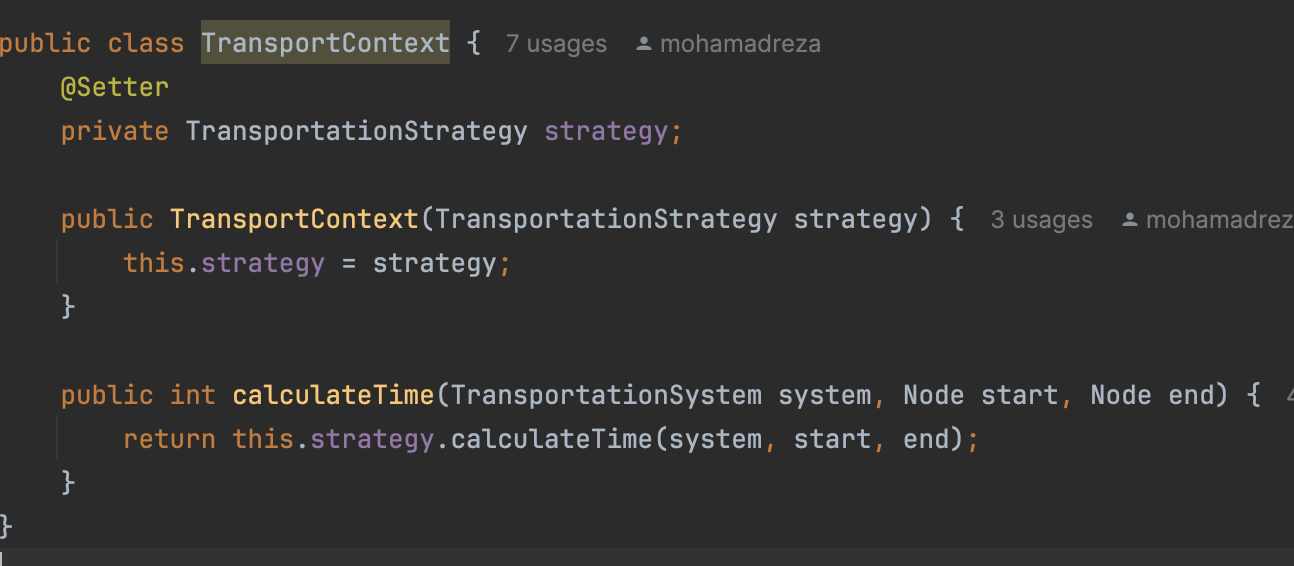 public class TransportContext { 7 usages mohamadreza
@Setter
private TransportationStrategy strategy;
public TransportContext(TransportationStrategy strategy) { 3 usages mohamadrez
this.strategy = strategy;
}
public int calculateTime(TransportationSystem system, Node start, Node end) {
return this.strategy.calculateTime(system, start, end);
}
}